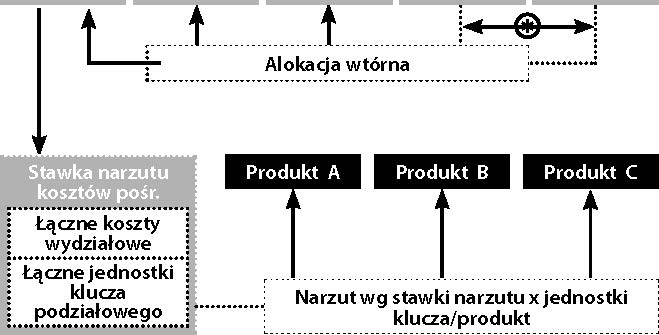 Alokacja wtórna
Stawka narzutu
kosztów pośr.
Łączne koszty
wydziałowe
Łączne jednostki
klucza
podziałowego
Produkt A
Produkt B
Produkt C
Narzut wg stawki narzutu x jednostki
klucza/produkt